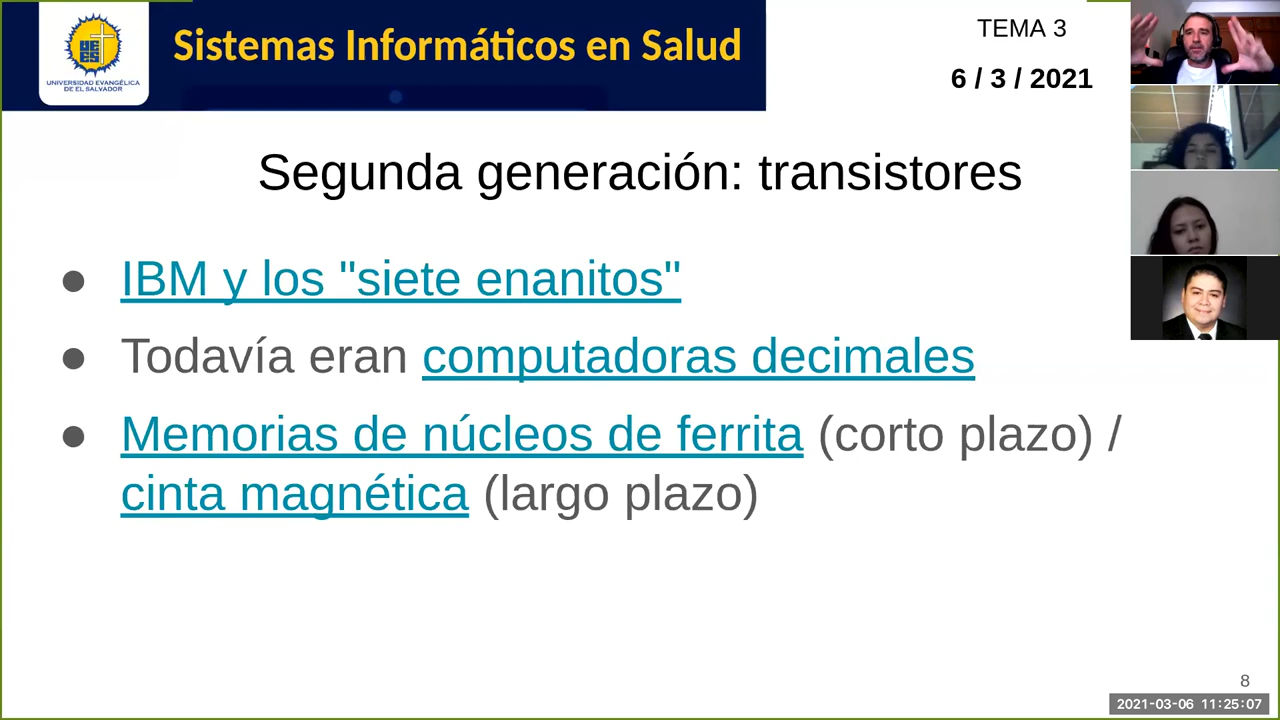 UNIVERSIDAD EVANGÉLICA
DE EL SALVADOR
Sistemas Informáticos en Salud
TEMA 3
6 / 3 / 2021
Segunda generación: transistores
● IBM y los "siete enanitos"
● Todavía eran computadoras decimales
● Memorias de núcleos de ferrita (corto plazo) /
cinta magnética (largo plazo)
8
2021-03-06 11:25:07